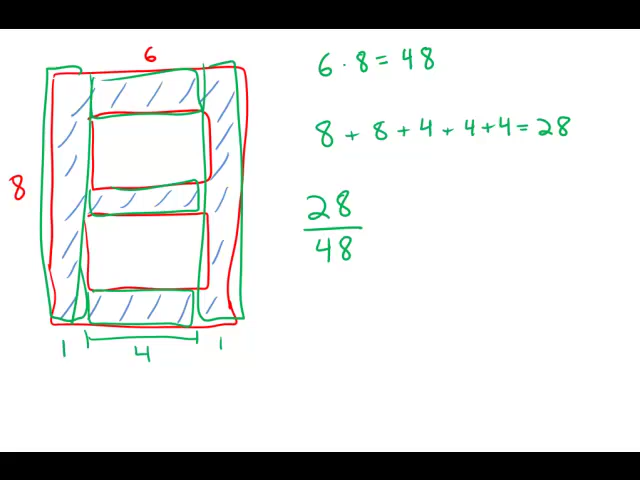 6
6 · 8 = 48
8 + 8 + 4 + 4 + 4 = 28
8
28
48
1 4 1